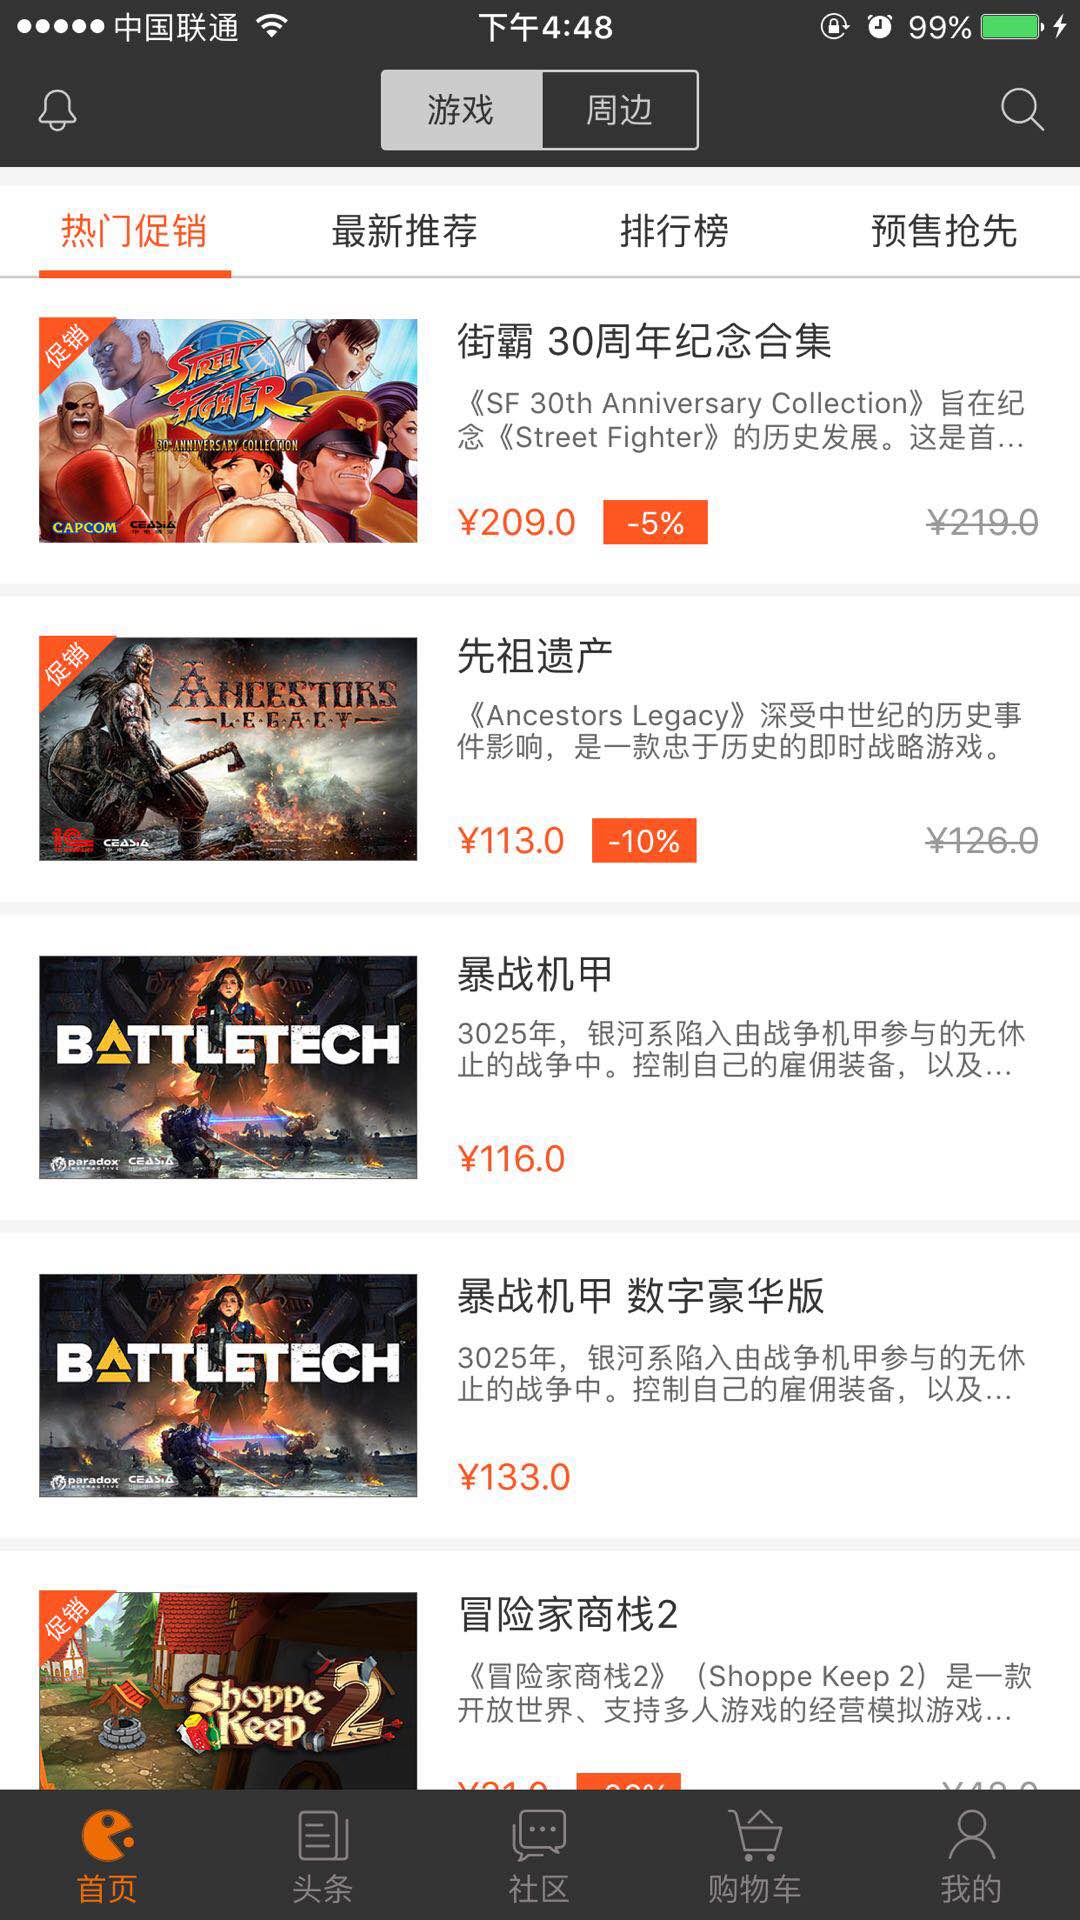 中国联通
下午4:48
99%
游戏
周边
热门促销
最新推荐
排行榜
预售抢先
促销
STREET FIGHTER
30th ANNIVERSARY COLLECTION
CAPCOM
CEASIA
街霸 30周年纪念合集
《SF 30th Anniversary Collection》旨在纪
念《Street Fighter》的历史发展。这是首...
¥209.0
-5%
¥219.0
促销
ANCESTORS
LEGACY
1C
CEASIA
先祖遗产
《Ancestors Legacy》深受中世纪的历史事
件影响，是一款忠于历史的即时战略游戏。
¥113.0
-10%
¥126.0
BATTLETECH
paradox
INTERACTIVE
CEASIA
暴战机甲
3025年，银河系陷入由战争机甲参与的无休
止的战争中。控制自己的雇佣装备，以及...
¥116.0
BATTLETECH
paradox
INTERACTIVE
CEASIA
暴战机甲 数字豪华版
3025年，银河系陷入由战争机甲参与的无休
止的战争中。控制自己的雇佣装备，以及...
¥133.0
促销
Shoppe
Keep 2
冒险家商栈2
《冒险家商栈2》（Shoppe Keep 2）是一款
开放世界、支持多人游戏的经营模拟游戏...
首页
头条
社区
购物车
我的